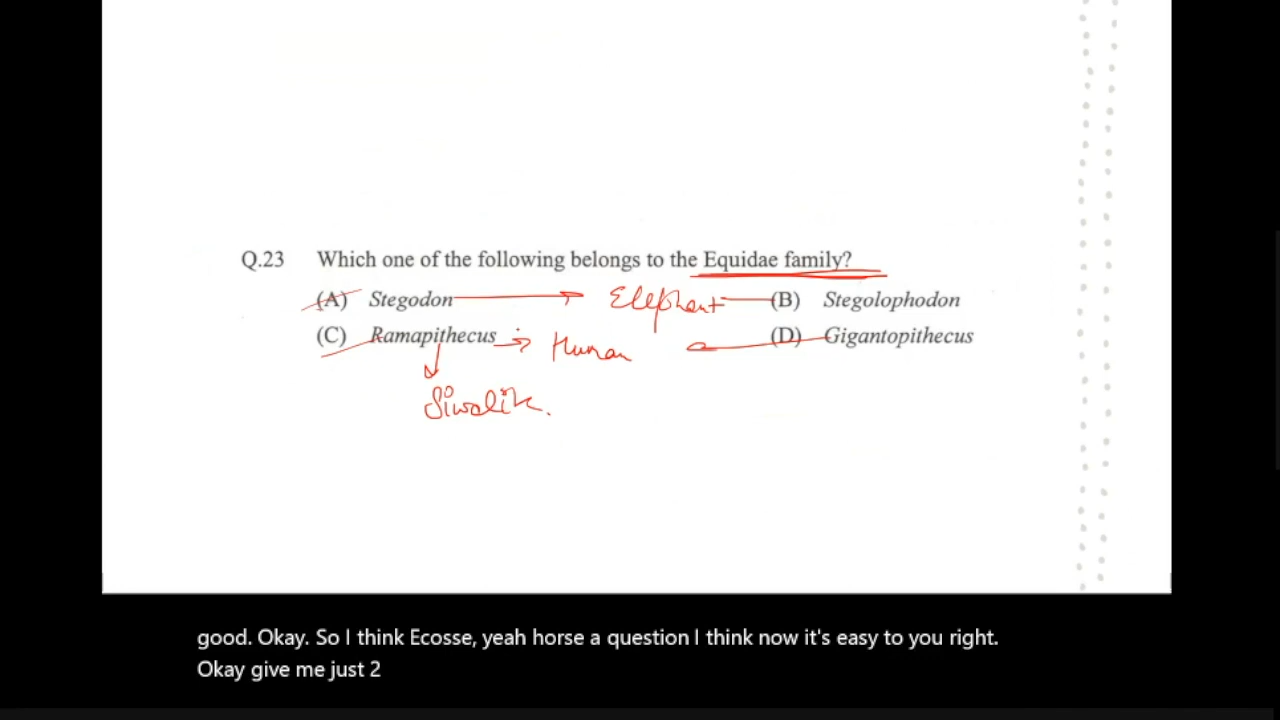 Q.23 Which one of the following belongs to the Equidae family?
(A) Stegodon Elephant (B) Stegolophodon
(C) Ramapithecus Human (D) Gigantopithecus
Siwalik.
good. Okay. So I think Ecosse, yeah horse a question I think now it's easy to you right.
Okay give me just 2